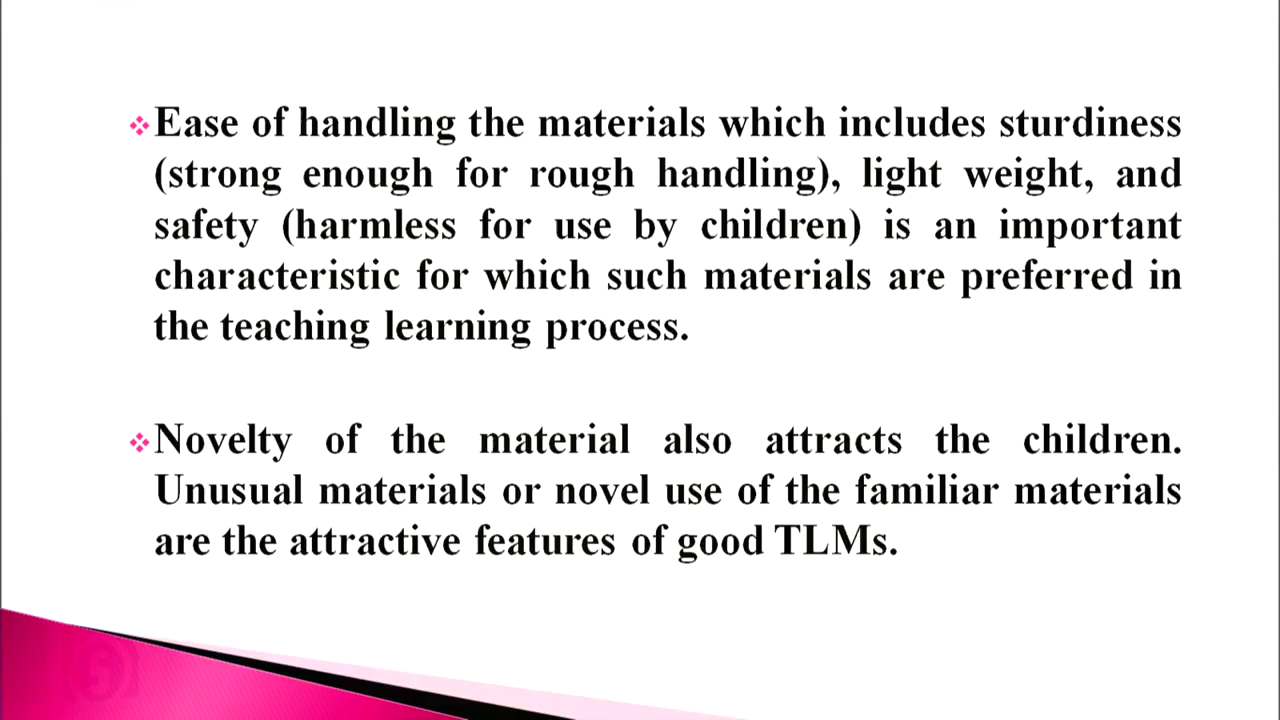 Ease of handling the materials which includes sturdiness
(strong enough for rough handling), light weight, and
safety (harmless for use by children) is an important
characteristic for which such materials are preferred in
the teaching learning process.
Novelty of the material also attracts the children.
Unusual materials or novel use of the familiar materials
are the attractive features of good TLMs.